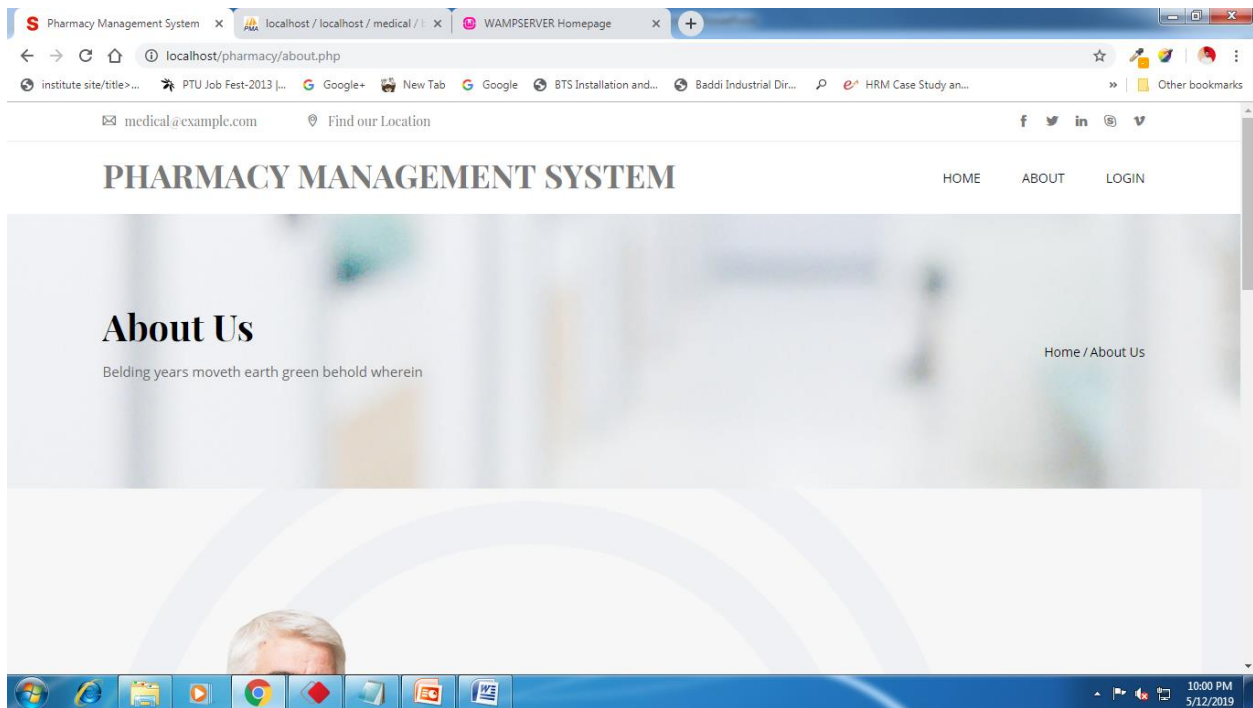 Pharmacy Management System
localhost / localhost / medical /
WAMPSERVER Homepage
localhost/pharmacy/about.php
institute site/title>...
PTU Job Fest-2013 |...
Google+
New Tab
Google
BTS Installation and...
Baddi Industrial Dir...
HRM Case Study an...
»
Other bookmarks
medical@example.com
Find our Location
PHARMACY MANAGEMENT SYSTEM
HOME
ABOUT
LOGIN
About Us
Home / About Us
Belding years moveth earth green behold wherein
10:00 PM
5/12/2019